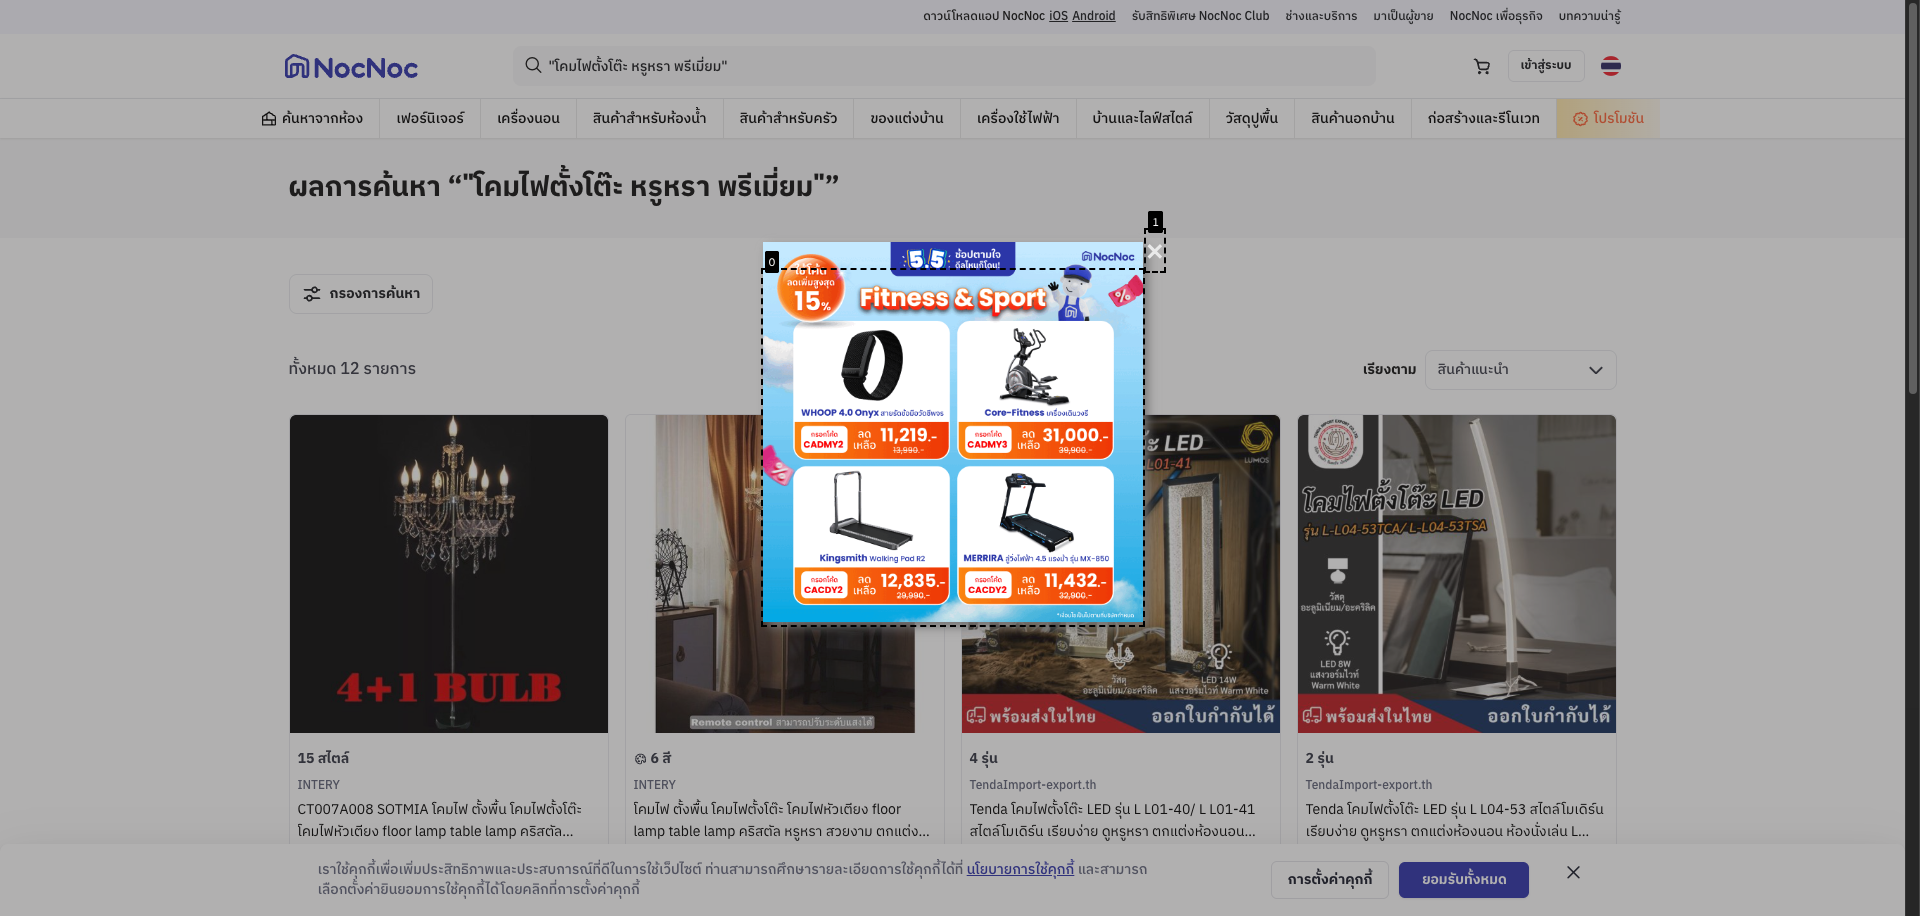 ดาวน์โหลดแอป NocNoc iOS Android รับสิทธิพิเศษ NocNoc Club ช่างและบริการ มาเป็นผู้ขาย NocNoc เพื่อธุรกิจ บทความน่ารู้
NocNoc
"โคมไฟตั้งโต๊ะ หรูหรา พรีเมี่ยม"
เข้าสู่ระบบ
ค้นหาจากห้อง เฟอร์นิเจอร์ เครื่องนอน สินค้าสำหรับห้องน้ำ สินค้าสำหรับครัว ของแต่งบ้าน เครื่องใช้ไฟฟ้า บ้านและไลฟ์สไตล์ วัสดุปูพื้น สินค้านอกบ้าน ก่อสร้างและรีโนเวท โปรโมชัน
ผลการค้นหา “"โคมไฟตั้งโต๊ะ หรูหรา พรีเมี่ยม"”
1
0
5.5 ช้อปตามใจ
ดีลไหนก็โดน!
NocNoc
ใช้โค้ด
ลดเพิ่มสูงสุด
15%
Fitness & Sport
กรองการค้นหา
ทั้งหมด 12 รายการ
เรียงตาม สินค้าแนะนำ
WHOOP 4.0 Onyx สายรัดข้อมือวัดชีพจร
กรอกโค้ด
CADMY2
ลด
เหลือ
11,219.-
13,990.-
Core-Fitness เครื่องเดินวงรี
กรอกโค้ด
CADMY3
ลด
เหลือ
31,000.-
39,900.-
Kingsmith Walking Pad R2
กรอกโค้ด
CACDY2
ลด
เหลือ
12,835.-
29,990.-
MERRIRA ลู่วิ่งไฟฟ้า 4.5 แรงม้า รุ่น MX-850
กรอกโค้ด
CACDY2
ลด
เหลือ
11,432.-
32,900.-
*เงื่อนไขเป็นไปตามที่บริษัทกำหนด
4+1 BULB
Remote control สามารถปรับระดับแสงได้
ะ LED
L01-41
LUMOS
วัสดุ
อะลูมิเนียม/อะคริลิค
LED 14W
แสงวอร์มไวท์ Warm White
พร้อมส่งในไทย ออกใบกำกับได้
โคมไฟตั้งโต๊ะ LED
รุ่น L-L04-53TCA/ L-L04-53TSA
วัสดุ
อะลูมิเนียม/อะคริลิค
LED 8W
แสงวอร์มไวท์
Warm White
พร้อมส่งในไทย ออกใบกำกับได้
15 สไตล์
INTERY
CT007A008 SOTMIA โคมไฟ ตั้งพื้น โคมไฟตั้งโต๊ะ
โคมไฟหัวเตียง floor lamp table lamp คริสตัล...
6 สี
INTERY
โคมไฟ ตั้งพื้น โคมไฟตั้งโต๊ะ โคมไฟหัวเตียง floor
lamp table lamp คริสตัล หรูหรา สวยงาม ตกแต่ง...
4 รุ่น
TendaImport-export.th
Tenda โคมไฟตั้งโต๊ะ LED รุ่น L L01-40/ L L01-41
สไตล์โมเดิร์น เรียบง่าย ดูหรูหรา ตกแต่งห้องนอน...
2 รุ่น
TendaImport-export.th
Tenda โคมไฟตั้งโต๊ะ LED รุ่น L L04-53 สไตล์โมเดิร์น
เรียบง่าย ดูหรูหรา ตกแต่งห้องนอน ห้องนั่งเล่น L...
เราใช้คุกกี้เพื่อเพิ่มประสิทธิภาพและประสบการณ์ที่ดีในการใช้เว็ปไซต์ ท่านสามารถศึกษารายละเอียดการใช้คุกกี้ได้ที่ นโยบายการใช้คุกกี้ และสามารถ
เลือกตั้งค่ายินยอมการใช้คุกกี้ได้โดยคลิกที่การตั้งค่าคุกกี้
การตั้งค่าคุกกี้
ยอมรับทั้งหมด